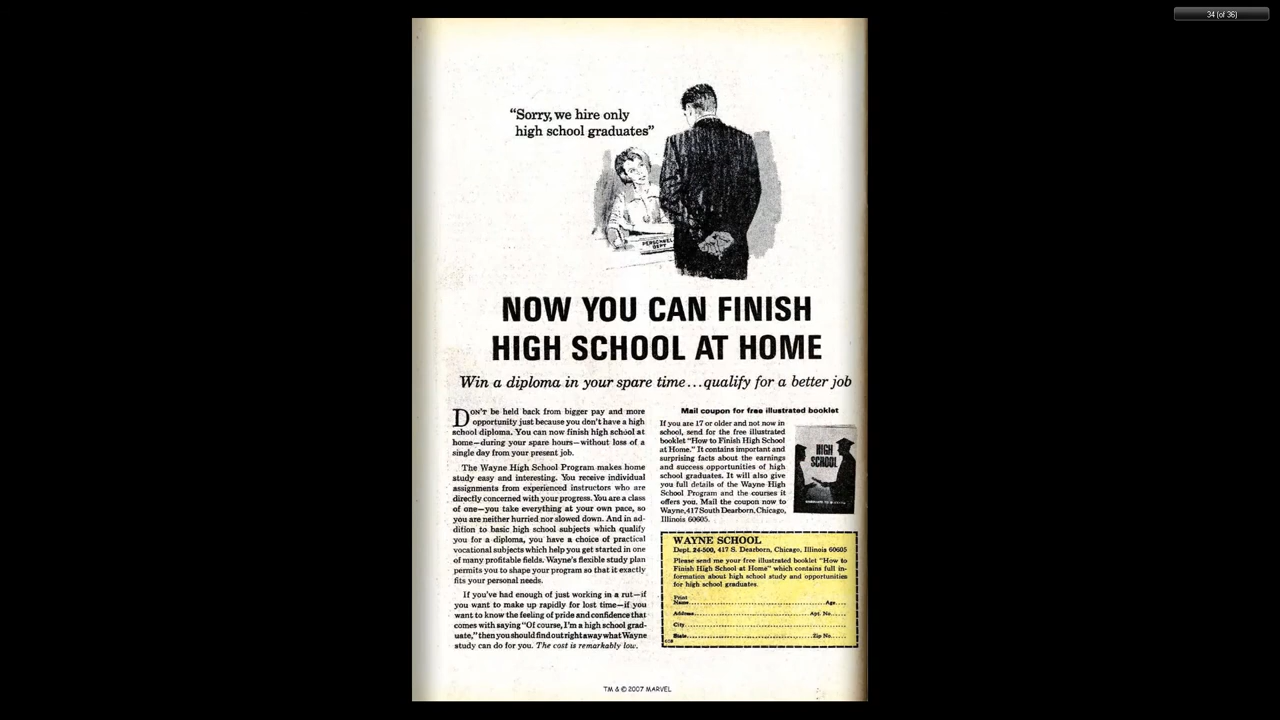 34 (of 36)
“Sorry, we hire only
high school graduates”
PERSONNEL
DEPT
NOW YOU CAN FINISH
HIGH SCHOOL AT HOME
Win a diploma in your spare time...qualify for a better job
DON'T be held back from bigger pay and more
opportunity just because you don't have a high
school diploma. You can now finish high school at
home—during your spare hours—without loss of a
single day from your present job.
The Wayne High School Program makes home
study easy and interesting. You receive individual
assignments from experienced instructors who are
directly concerned with your progress. You are a class
of one—you take everything at your own pace, so
you are neither hurried nor slowed down. And in ad-
dition to basic high school subjects which qualify
you for a diploma, you have a choice of practical
vocational subjects which help you get started in one
of many profitable fields. Wayne's flexible study plan
permits you to shape your program so that it exactly
fits your personal needs.
If you've had enough of just working in a rut—if
you want to make up rapidly for lost time—if you
want to know the feeling of pride and confidence that
comes with saying “Of course, I'm a high school grad-
uate,” then you should find out right away what Wayne
study can do for you. The cost is remarkably low.
Mail coupon for free illustrated booklet
If you are 17 or older and not now in
school, send for the free illustrated
booklet “How to Finish High School
at Home.” It contains important and
surprising facts about the earnings
and success opportunities of high
school graduates. It will also give
you full details of the Wayne High
School Program and the courses it
offers you. Mail the coupon now to
Wayne, 417 South Dearborn, Chicago,
Illinois 60605.
HIGH
SCHOOL
WAYNE SCHOOL
Dept. 24-500, 417 S. Dearborn, Chicago, Illinois 60605
Please send me your free illustrated booklet “How to
Finish High School at Home” which contains full in-
formation about high school study and opportunities
for high school graduates.
Print
Name Age
Address Apt. No.
City
State Zip No.
TM & © 2007 MARVEL